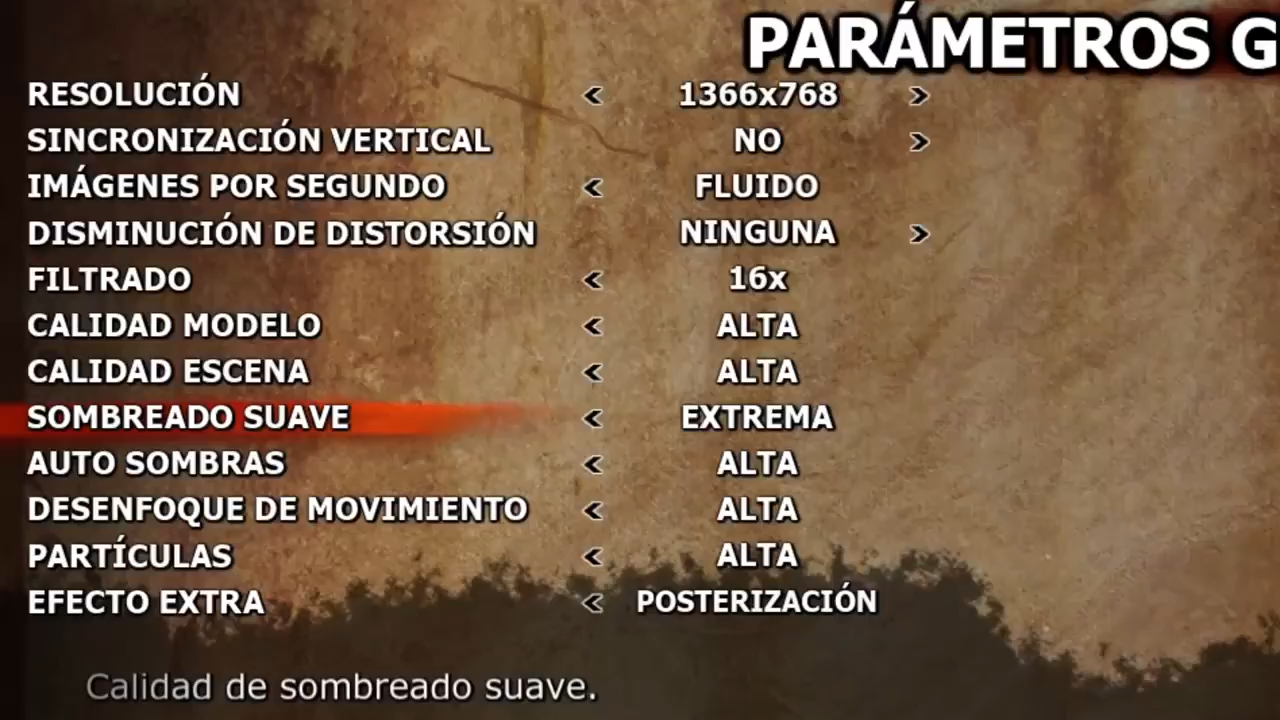 PARÁMETROS G
RESOLUCIÓN < 1366x768 >
SINCRONIZACIÓN VERTICAL NO >
IMÁGENES POR SEGUNDO < FLUIDO
DISMINUCIÓN DE DISTORSIÓN NINGUNA >
FILTRADO < 16x
CALIDAD MODELO < ALTA
CALIDAD ESCENA < ALTA
SOMBREADO SUAVE < EXTREMA
AUTO SOMBRAS < ALTA
DESENFOQUE DE MOVIMIENTO < ALTA
PARTÍCULAS < ALTA
EFECTO EXTRA < POSTERIZACIÓN
Calidad de sombreado suave.